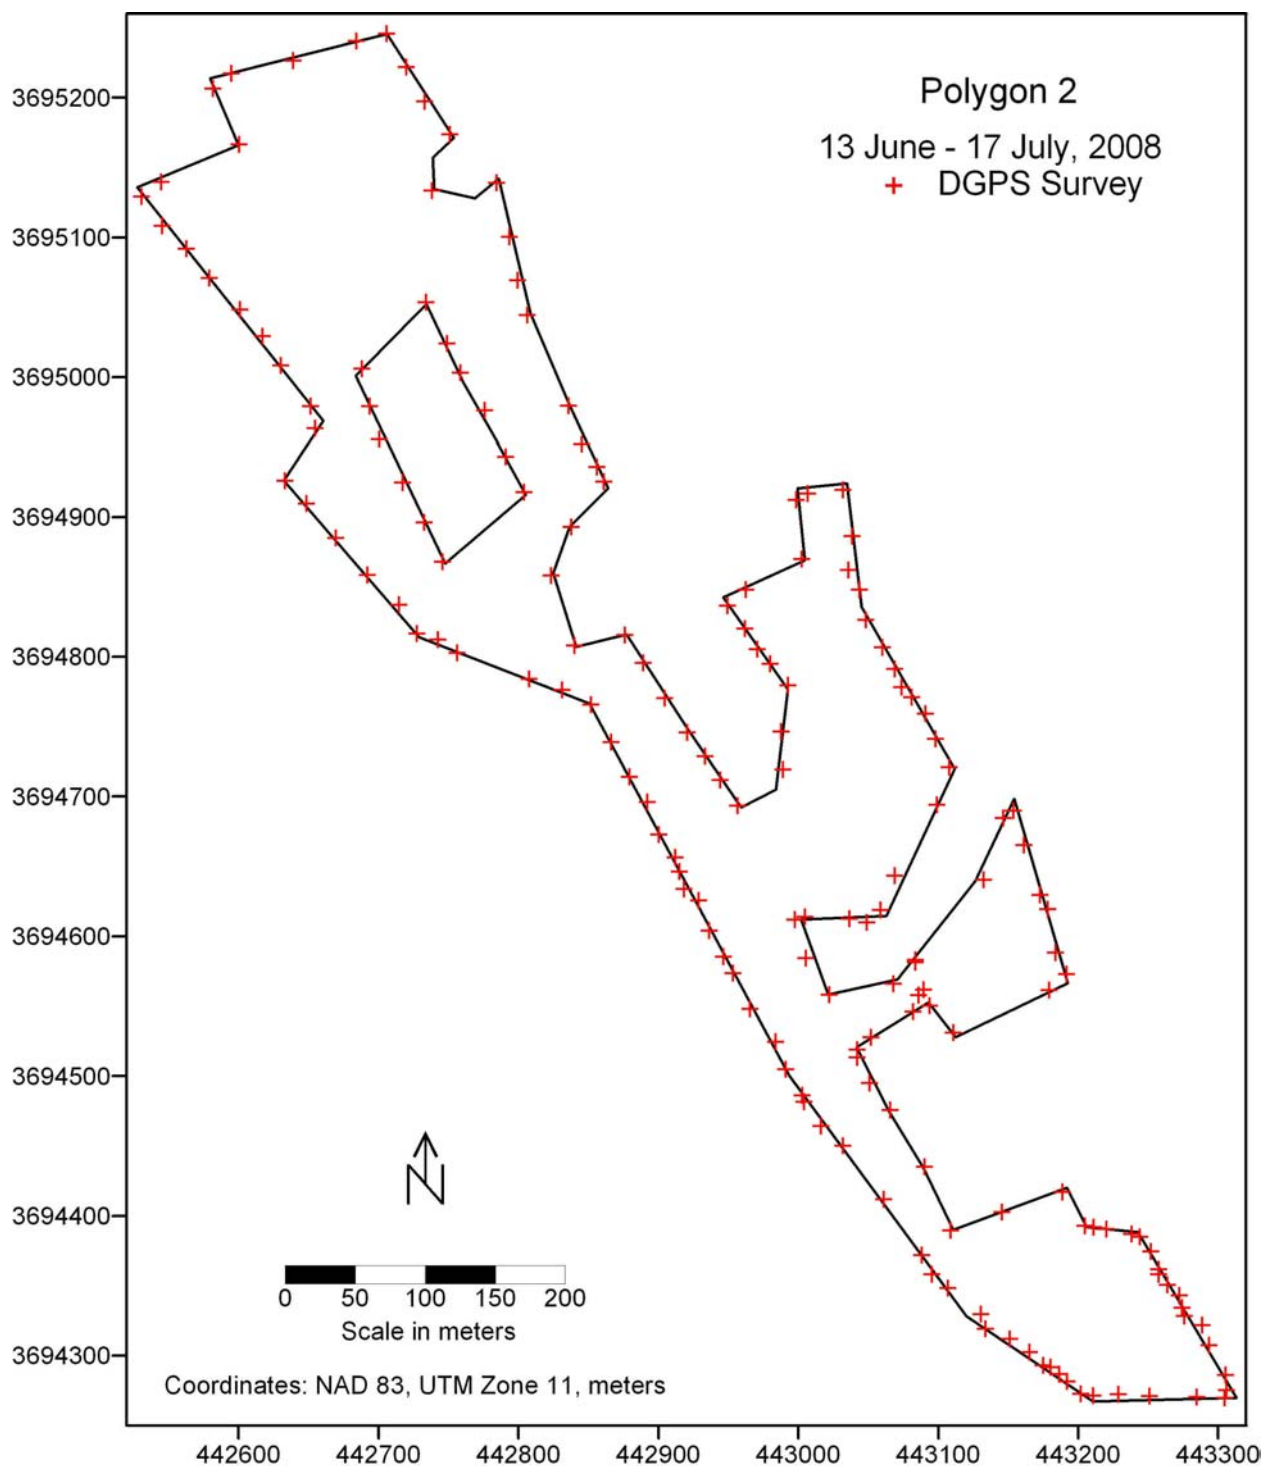 Polygon 2
13 June - 17 July, 2008
+ DGPS Survey
3695200
3695100
3695000
3694900
3694800
3694700
3694600
3694500
3694400
3694300
N
0 50 100 150 200
Scale in meters
Coordinates: NAD 83, UTM Zone 11, meters
442600 442700 442800 442900 443000 443100 443200 443300